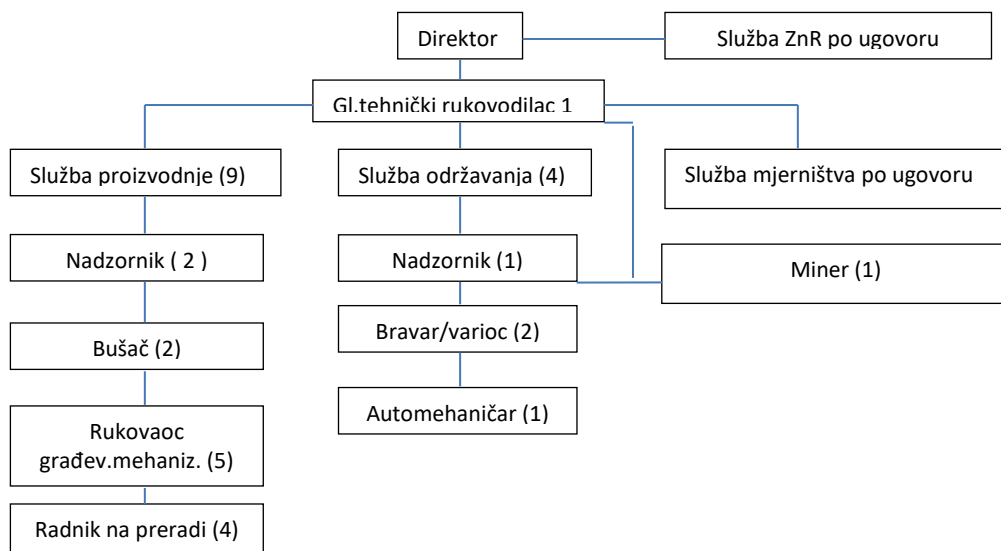 Direktor
Služba ZnR po ugovoru
Gl.tehnički rukovodilac 1
Služba proizvodnje (9)
Služba održavanja (4)
Služba mjerništva po ugovoru
Nadzornik ( 2 )
Nadzornik (1)
Miner (1)
Bušač (2)
Bravar/varioc (2)
Automehaničar (1)
Rukovaoc
građev.mehaniz. (5)
Radnik na preradi (4)